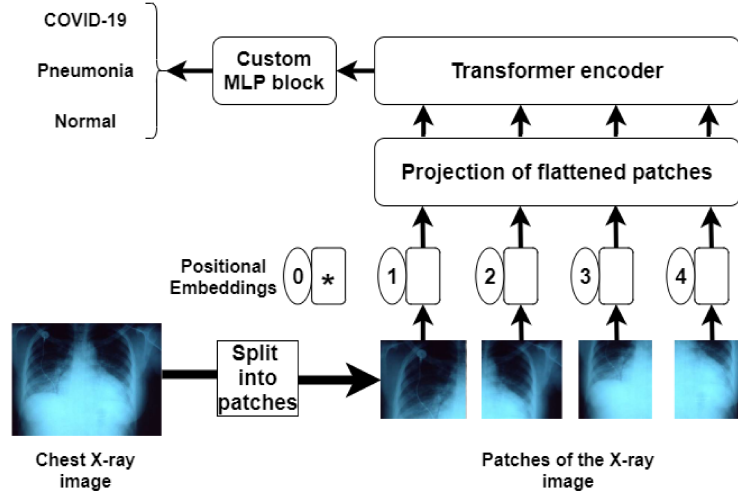 COVID-19
Pneumonia
Normal
Custom
MLP block
Transformer encoder
Projection of flattened patches
Positional
Embeddings
0
*
1
2
3
4
Split
into
patches
Chest X-ray
image
Patches of the X-ray
image